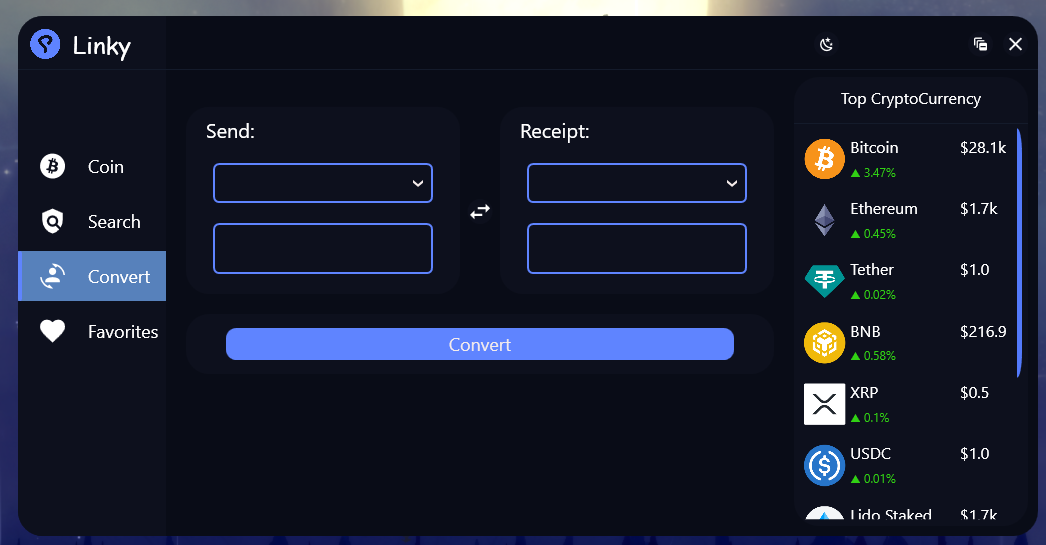 Linky
Coin
Search
Convert
Favorites
Send:
Receipt:
Convert
Top CryptoCurrency
Bitcoin $28.1k
▲ 3.47%
Ethereum $1.7k
▲ 0.45%
Tether $1.0
▲ 0.02%
BNB $216.9
▲ 0.58%
XRP $0.5
▲ 0.1%
USDC $1.0
▲ 0.01%
Lido Staked $1.7k